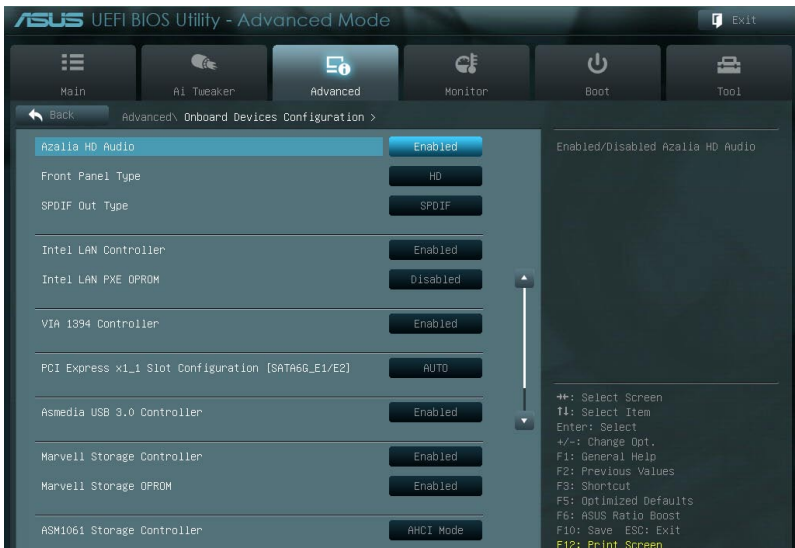 ASUS UEFI BIOS Utility - Advanced Mode
Exit
Main
Ai Tweaker
Advanced
Monitor
Boot
Tool
Back
Advanced\ Onboard Devices Configuration >
Azalia HD Audio Enabled
Front Panel Type HD
SPDIF Out Type SPDIF
Intel LAN Controller Enabled
Intel LAN PXE OPROM Disabled
VIA 1394 Controller Enabled
PCI Express x1_1 Slot Configuration [SATA6G_E1/E2] AUTO
Asmedia USB 3.0 Controller Enabled
Marvell Storage Controller Enabled
Marvell Storage OPROM Enabled
ASM1061 Storage Controller AHCI Mode
Enabled/Disabled Azalia HD Audio
→←: Select Screen
↑↓: Select Item
Enter: Select
+/-: Change Opt.
F1: General Help
F2: Previous Values
F3: Shortcut
F5: Optimized Defaults
F6: ASUS Ratio Boost
F10: Save ESC: Exit
F12: Print Screen